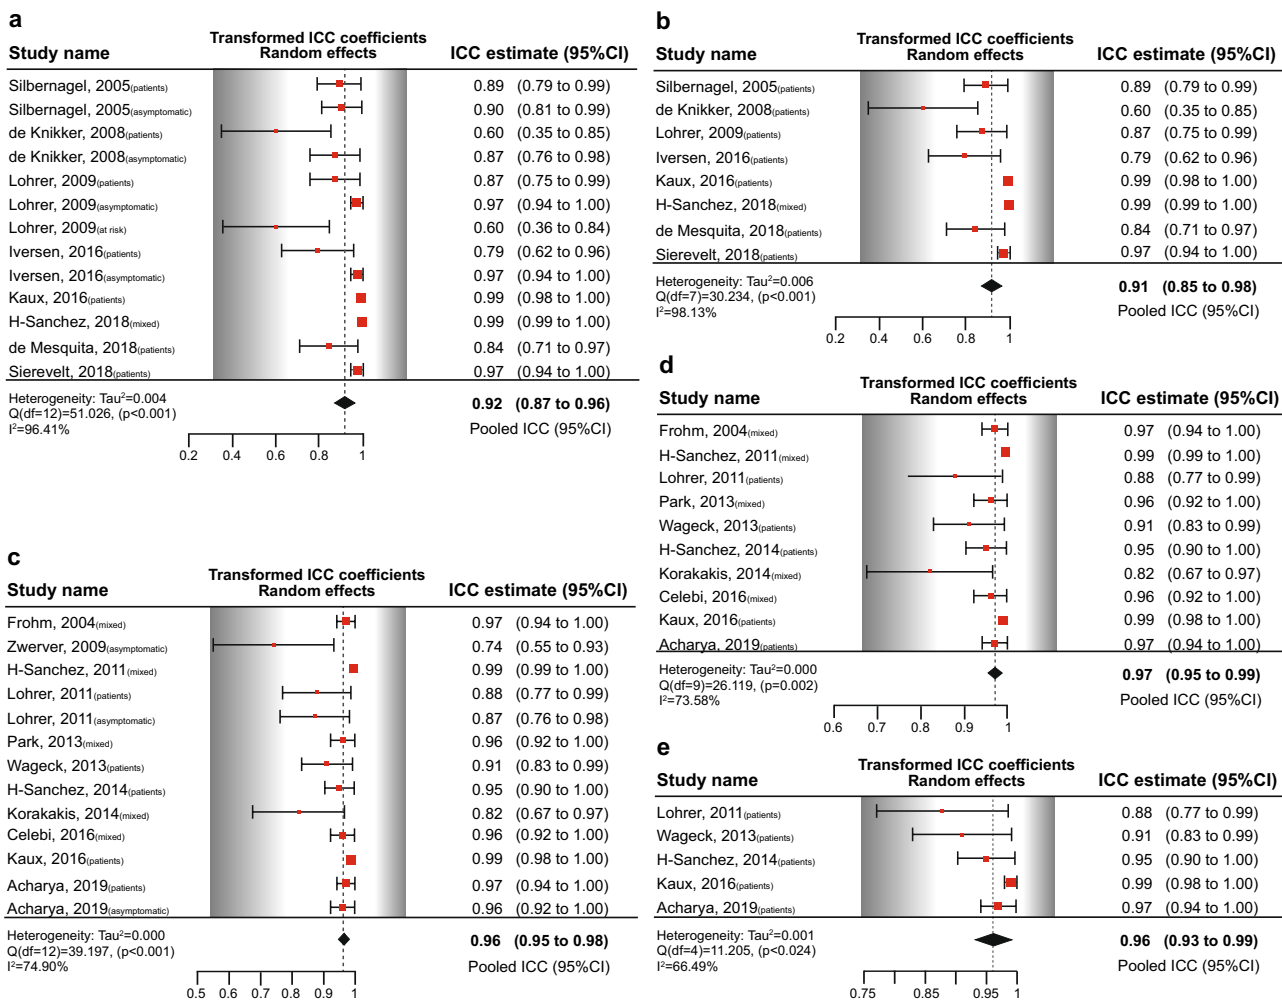 a
Transformed ICC coefficients
Study name Random effects ICC estimate (95%CI)
Silbernagel, 2005(patients) 0.89 (0.79 to 0.99)
Silbernagel, 2005(asymptomatic) 0.90 (0.81 to 0.99)
de Knikker, 2008(patients) 0.60 (0.35 to 0.85)
de Knikker, 2008(asymptomatic) 0.87 (0.76 to 0.98)
Lohrer, 2009(patients) 0.87 (0.75 to 0.99)
Lohrer, 2009(asymptomatic) 0.97 (0.94 to 1.00)
Lohrer, 2009(at risk) 0.60 (0.36 to 0.84)
Iversen, 2016(patients) 0.79 (0.62 to 0.96)
Iversen, 2016(asymptomatic) 0.97 (0.94 to 1.00)
Kaux, 2016(patients) 0.99 (0.98 to 1.00)
H-Sanchez, 2018(mixed) 0.99 (0.99 to 1.00)
de Mesquita, 2018(patients) 0.84 (0.71 to 0.97)
Sierevelt, 2018(patients) 0.97 (0.94 to 1.00)
Heterogeneity: Tau²=0.004 0.92 (0.87 to 0.96)
Q(df=12)=51.026, (p<0.001)
I²=96.41% Pooled ICC (95%CI)
0.2 0.4 0.6 0.8 1
b
Transformed ICC coefficients
Study name Random effects ICC estimate (95%CI)
Silbernagel, 2005(patients) 0.89 (0.79 to 0.99)
de Knikker, 2008(patients) 0.60 (0.35 to 0.85)
Lohrer, 2009(patients) 0.87 (0.75 to 0.99)
Iversen, 2016(patients) 0.79 (0.62 to 0.96)
Kaux, 2016(patients) 0.99 (0.98 to 1.00)
H-Sanchez, 2018(mixed) 0.99 (0.99 to 1.00)
de Mesquita, 2018(patients) 0.84 (0.71 to 0.97)
Sierevelt, 2018(patients) 0.97 (0.94 to 1.00)
Heterogeneity: Tau²=0.006 0.91 (0.85 to 0.98)
Q(df=7)=30.234, (p<0.001)
I²=98.13% Pooled ICC (95%CI)
0.2 0.4 0.6 0.8 1
c
Transformed ICC coefficients
Study name Random effects ICC estimate (95%CI)
Frohm, 2004(mixed) 0.97 (0.94 to 1.00)
Zwerver, 2009(asymptomatic) 0.74 (0.55 to 0.93)
H-Sanchez, 2011(mixed) 0.99 (0.99 to 1.00)
Lohrer, 2011(patients) 0.88 (0.77 to 0.99)
Lohrer, 2011(asymptomatic) 0.87 (0.76 to 0.98)
Park, 2013(mixed) 0.96 (0.92 to 1.00)
Wageck, 2013(patients) 0.91 (0.83 to 0.99)
H-Sanchez, 2014(patients) 0.95 (0.90 to 1.00)
Korakakis, 2014(mixed) 0.82 (0.67 to 0.97)
Celebi, 2016(mixed) 0.96 (0.92 to 1.00)
Kaux, 2016(patients) 0.99 (0.98 to 1.00)
Acharya, 2019(patients) 0.97 (0.94 to 1.00)
Acharya, 2019(asymptomatic) 0.96 (0.92 to 1.00)
Heterogeneity: Tau²=0.000 0.96 (0.95 to 0.98)
Q(df=12)=39.197, (p<0.001)
I²=74.90% Pooled ICC (95%CI)
0.5 0.6 0.7 0.8 0.9 1
d
Transformed ICC coefficients
Study name Random effects ICC estimate (95%CI)
Frohm, 2004(mixed) 0.97 (0.94 to 1.00)
H-Sanchez, 2011(mixed) 0.99 (0.99 to 1.00)
Lohrer, 2011(patients) 0.88 (0.77 to 0.99)
Park, 2013(mixed) 0.96 (0.92 to 1.00)
Wageck, 2013(patients) 0.91 (0.83 to 0.99)
H-Sanchez, 2014(patients) 0.95 (0.90 to 1.00)
Korakakis, 2014(mixed) 0.82 (0.67 to 0.97)
Celebi, 2016(mixed) 0.96 (0.92 to 1.00)
Kaux, 2016(patients) 0.99 (0.98 to 1.00)
Acharya, 2019(patients) 0.97 (0.94 to 1.00)
Heterogeneity: Tau²=0.000 0.97 (0.95 to 0.99)
Q(df=9)=26.119, (p=0.002)
I²=73.58% Pooled ICC (95%CI)
0.6 0.7 0.8 0.9 1
e
Transformed ICC coefficients
Study name Random effects ICC estimate (95%CI)
Lohrer, 2011(patients) 0.88 (0.77 to 0.99)
Wageck, 2013(patients) 0.91 (0.83 to 0.99)
H-Sanchez, 2014(patients) 0.95 (0.90 to 1.00)
Kaux, 2016(patients) 0.99 (0.98 to 1.00)
Acharya, 2019(patients) 0.97 (0.94 to 1.00)
Heterogeneity: Tau²=0.001 0.96 (0.93 to 0.99)
Q(df=4)=11.205, (p<0.024)
I²=66.49% Pooled ICC (95%CI)
0.75 0.85 0.95 1